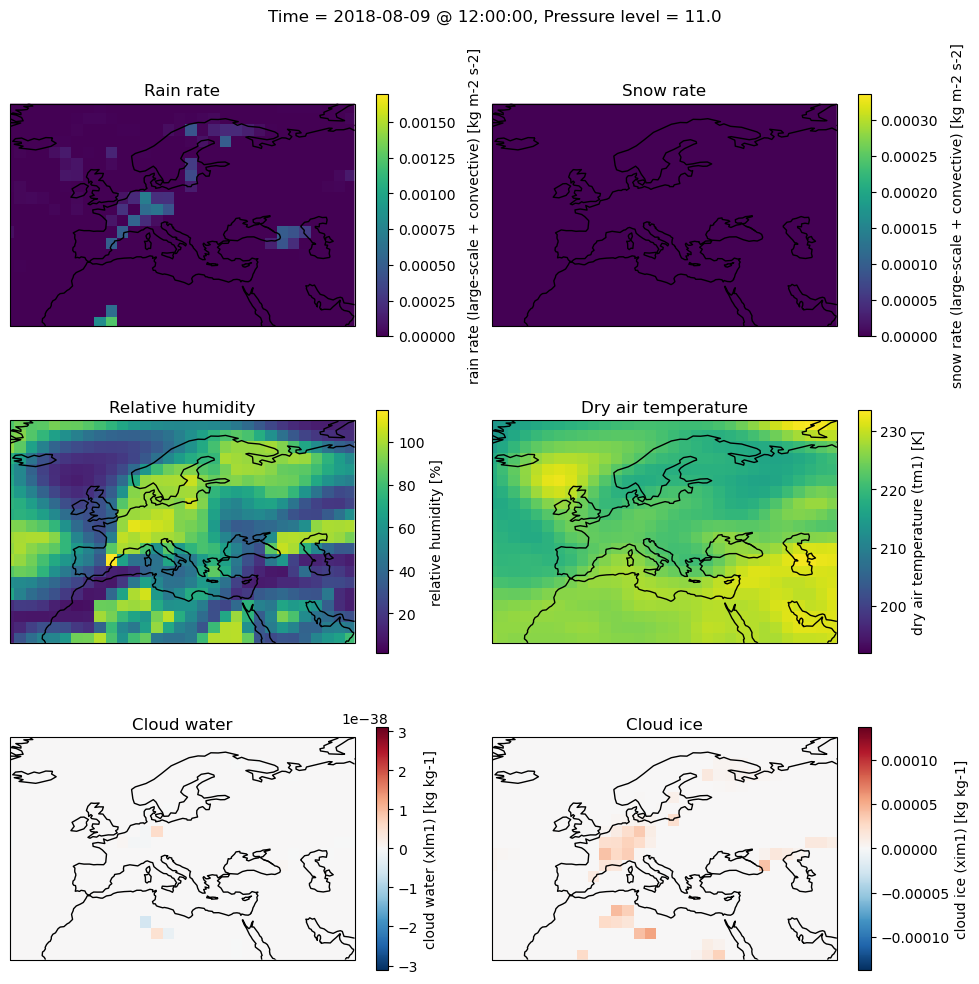 Time = 2018-08-09 @ 12:00:00, Pressure level = 11.0
Rain rate
0.00150
0.00125
0.00100
0.00075
0.00050
0.00025
0.00000
rain rate (large-scale + convective) [kg m-2 s-2]
Snow rate
0.00030
0.00025
0.00020
0.00015
0.00010
0.00005
0.00000
snow rate (large-scale + convective) [kg m-2 s-2]
Relative humidity
100
80
60
40
20
relative humidity [%]
Dry air temperature
230
220
210
200
dry air temperature (tm1) [K]
Cloud water
1e−38
3
2
1
0
−1
−2
−3
cloud water (xlm1) [kg kg-1]
Cloud ice
0.00010
0.00005
0.00000
−0.00005
−0.00010
cloud ice (xim1) [kg kg-1]